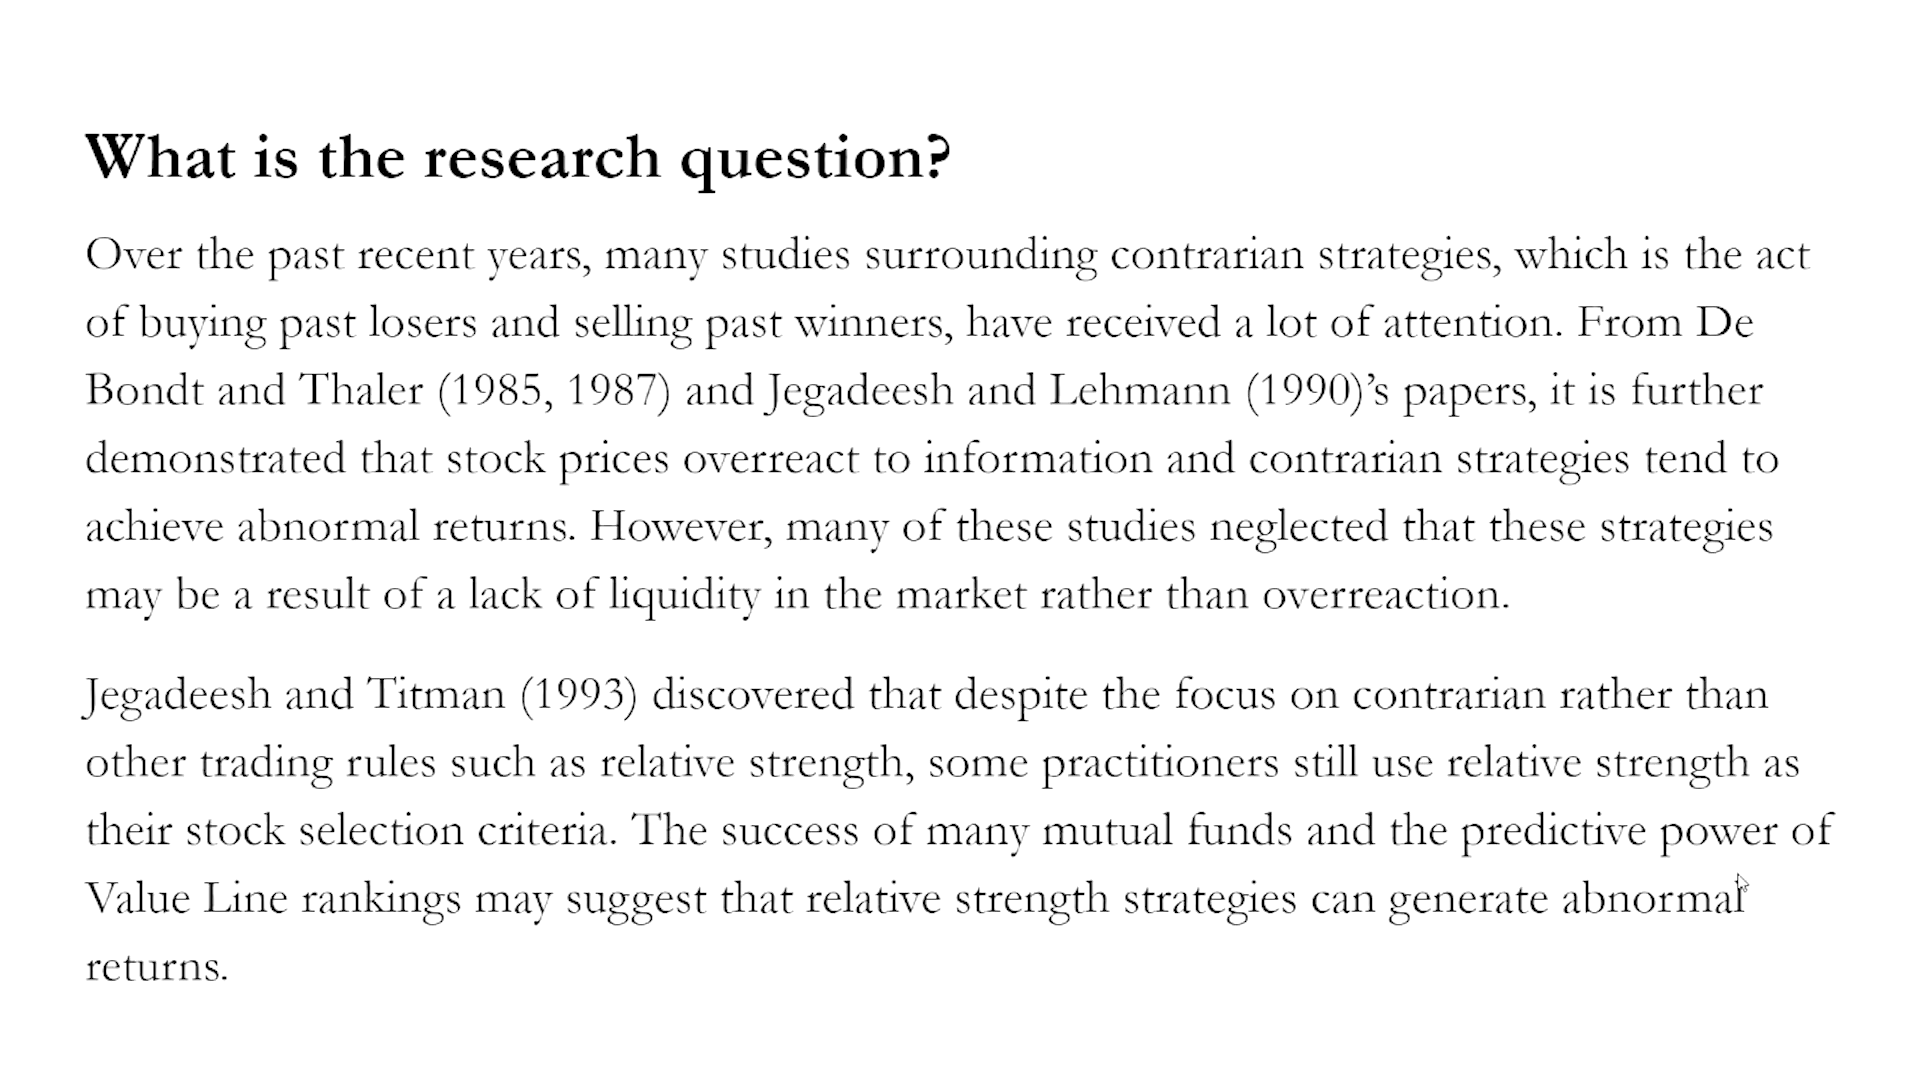 What is the research question?
Over the past recent years, many studies surrounding contrarian strategies, which is the act
of buying past losers and selling past winners, have received a lot of attention. From De
Bondt and Thaler (1985, 1987) and Jegadeesh and Lehmann (1990)’s papers, it is further
demonstrated that stock prices overreact to information and contrarian strategies tend to
achieve abnormal returns. However, many of these studies neglected that these strategies
may be a result of a lack of liquidity in the market rather than overreaction.
Jegadeesh and Titman (1993) discovered that despite the focus on contrarian rather than
other trading rules such as relative strength, some practitioners still use relative strength as
their stock selection criteria. The success of many mutual funds and the predictive power of
Value Line rankings may suggest that relative strength strategies can generate abnormal
returns.